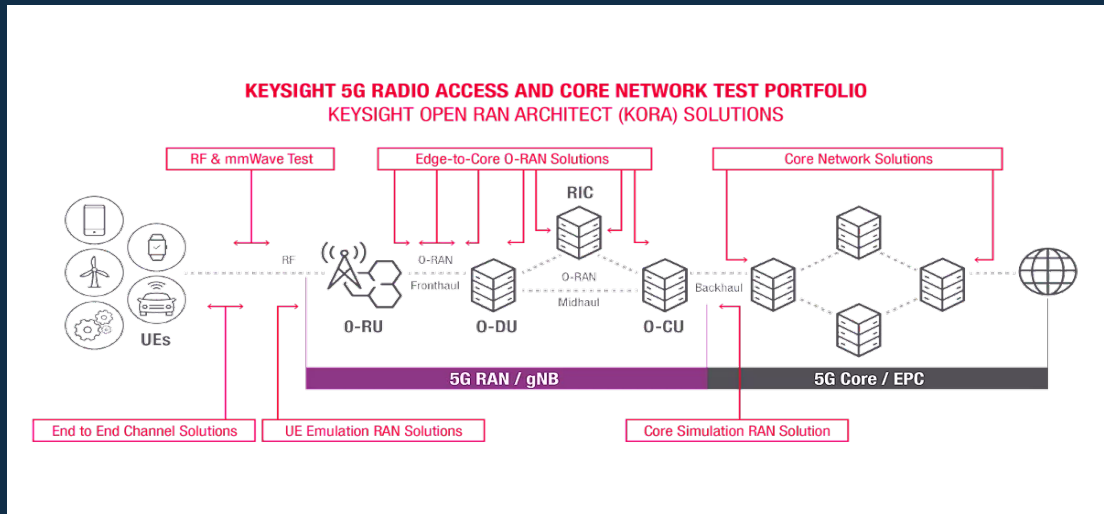 KEYSIGHT 5G RADIO ACCESS AND CORE NETWORK TEST PORTFOLIO
KEYSIGHT OPEN RAN ARCHITECT (KORA) SOLUTIONS
RF & mmWave Test
Edge-to-Core O-RAN Solutions
Core Network Solutions
RIC
RF
O-RAN
Fronthaul
O-RAN
Midhaul
Backhaul
UEs
O-RU
O-DU
O-CU
5G RAN / gNB
5G Core / EPC
End to End Channel Solutions
UE Emulation RAN Solutions
Core Simulation RAN Solution